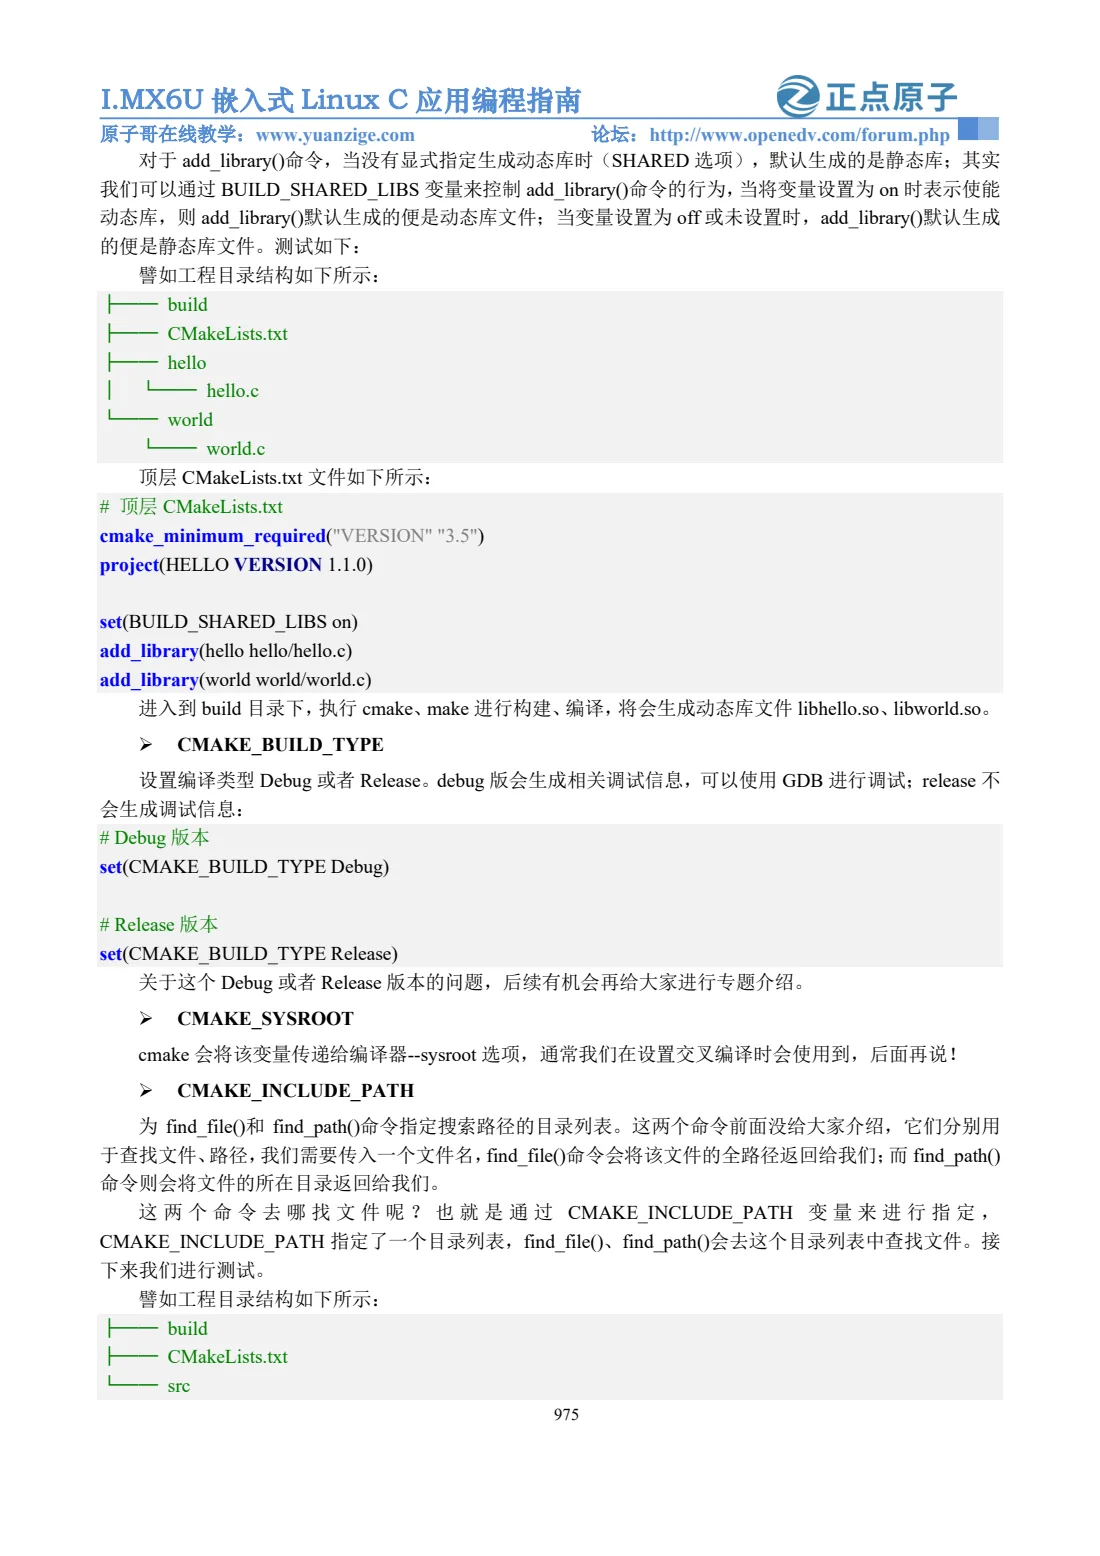 I.MX6U 嵌入式 Linux C 应用编程指南
正点原子
原子哥在线教学：www.yuanzige.com 论坛：http://www.openedv.com/forum.php
对于 add_library()命令，当没有显式指定生成动态库时（SHARED 选项），默认生成的是静态库；其实
我们可以通过 BUILD_SHARED_LIBS 变量来控制 add_library()命令的行为，当将变量设置为 on 时表示使能
动态库，则 add_library()默认生成的便是动态库文件；当变量设置为 off 或未设置时，add_library()默认生成
的便是静态库文件。测试如下：
譬如工程目录结构如下所示：
├── build
├── CMakeLists.txt
├── hello
│   └── hello.c
└── world
    └── world.c
顶层 CMakeLists.txt 文件如下所示：
# 顶层 CMakeLists.txt
cmake_minimum_required("VERSION" "3.5")
project(HELLO VERSION 1.1.0)
set(BUILD_SHARED_LIBS on)
add_library(hello hello/hello.c)
add_library(world world/world.c)
进入到 build 目录下，执行 cmake、make 进行构建、编译，将会生成动态库文件 libhello.so、libworld.so。
➢ CMAKE_BUILD_TYPE
设置编译类型 Debug 或者 Release。debug 版会生成相关调试信息，可以使用 GDB 进行调试；release 不
会生成调试信息：
# Debug 版本
set(CMAKE_BUILD_TYPE Debug)
# Release 版本
set(CMAKE_BUILD_TYPE Release)
关于这个 Debug 或者 Release 版本的问题，后续有机会再给大家进行专题介绍。
➢ CMAKE_SYSROOT
cmake 会将该变量传递给编译器--sysroot 选项，通常我们在设置交叉编译时会使用到，后面再说！
➢ CMAKE_INCLUDE_PATH
为 find_file()和 find_path()命令指定搜索路径的目录列表。这两个命令前面没给大家介绍，它们分别用
于查找文件、路径，我们需要传入一个文件名，find_file()命令会将该文件的全路径返回给我们；而 find_path()
命令则会将文件的所在目录返回给我们。
这两个命令去哪找文件呢？也就是通过 CMAKE_INCLUDE_PATH 变量来进行指定，
CMAKE_INCLUDE_PATH 指定了一个目录列表，find_file()、find_path()会去这个目录列表中查找文件。接
下来我们进行测试。
譬如工程目录结构如下所示：
├── build
├── CMakeLists.txt
└── src
975